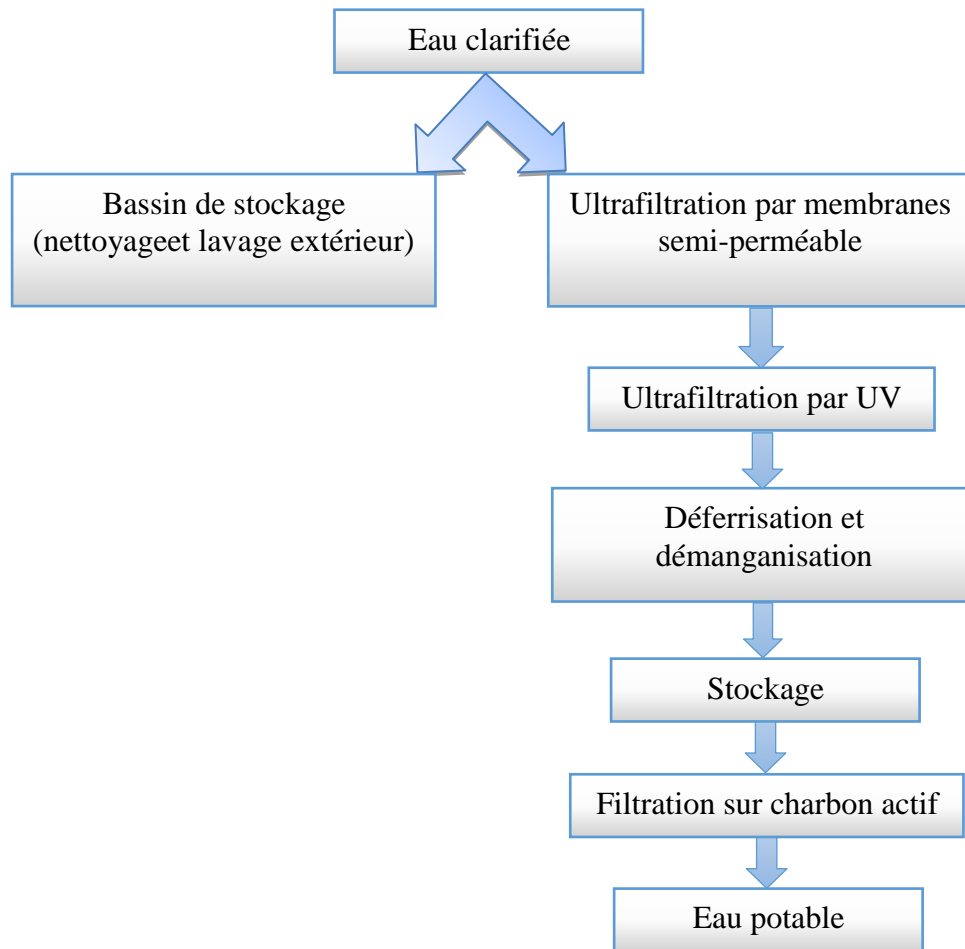 Eau clarifiée
Bassin de stockage
(nettoyageet lavage extérieur)
Ultrafiltration par membranes
semi-perméable
Ultrafiltration par UV
Déferrisation et
démanganisation
Stockage
Filtration sur charbon actif
Eau potable